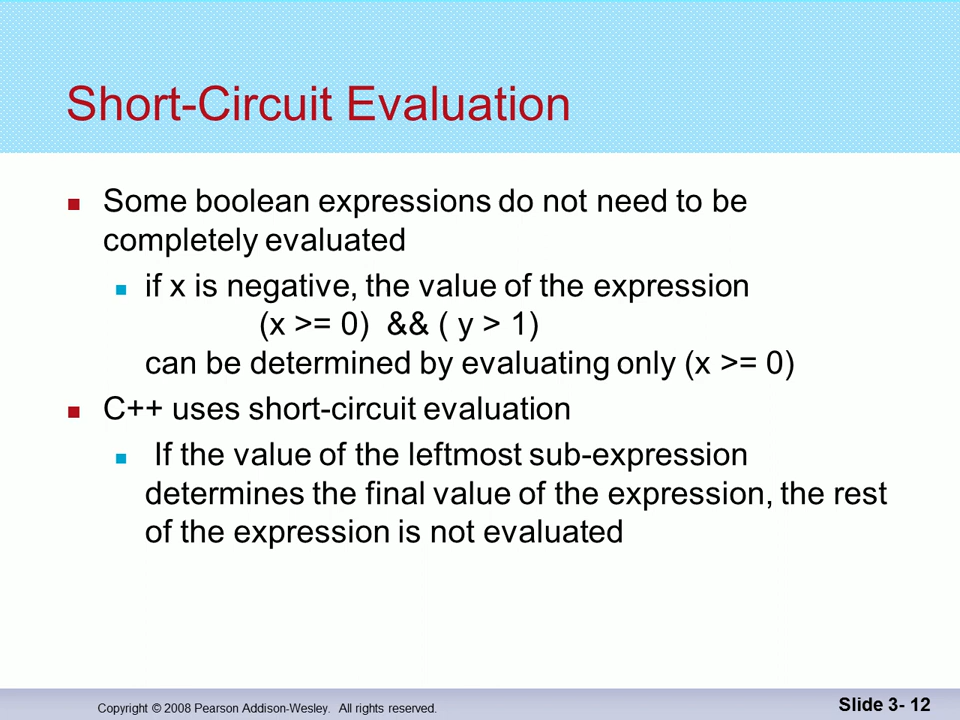 Short-Circuit Evaluation
Some boolean expressions do not need to be
completely evaluated
if x is negative, the value of the expression
(x >= 0) && ( y > 1)
can be determined by evaluating only (x >= 0)
C++ uses short-circuit evaluation
If the value of the leftmost sub-expression
determines the final value of the expression, the rest
of the expression is not evaluated
Copyright © 2008 Pearson Addison-Wesley. All rights reserved.
Slide 3- 12